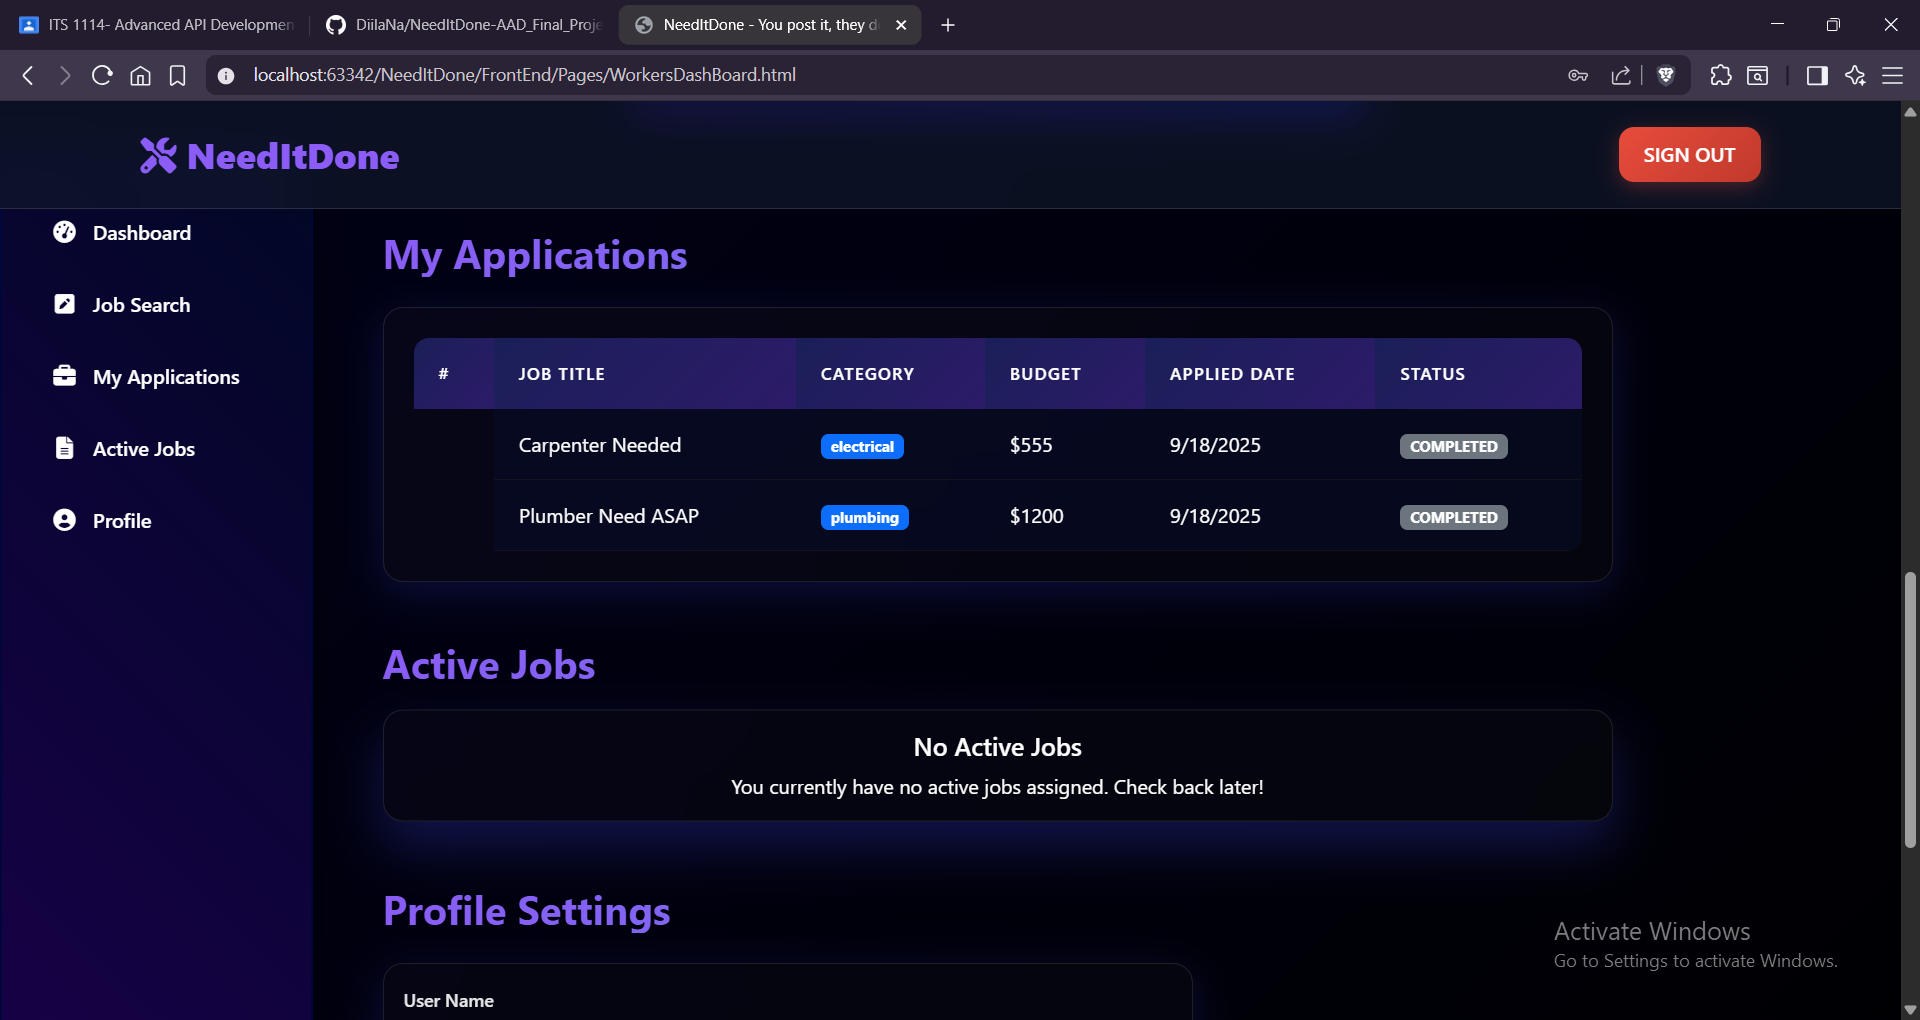 ITS 1114- Advanced API Developmen
DiilaNa/NeedItDone-AAD_Final_Proje
NeedItDone - You post it, they d
localhost:63342/NeedItDone/FrontEnd/Pages/WorkersDashBoard.html
NeedItDone
SIGN OUT
Dashboard
Job Search
My Applications
Active Jobs
Profile
My Applications
# JOB TITLE CATEGORY BUDGET APPLIED DATE STATUS
Carpenter Needed electrical $555 9/18/2025 COMPLETED
Plumber Need ASAP plumbing $1200 9/18/2025 COMPLETED
Active Jobs
No Active Jobs
You currently have no active jobs assigned. Check back later!
Profile Settings
User Name
Activate Windows
Go to Settings to activate Windows.